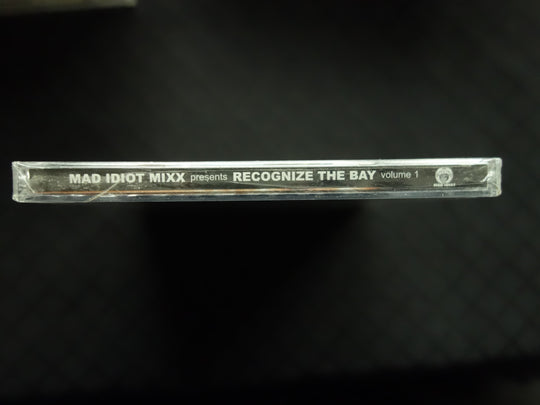 MAD IDIOT MIXX presents RECOGNIZE THE BAY volume 1